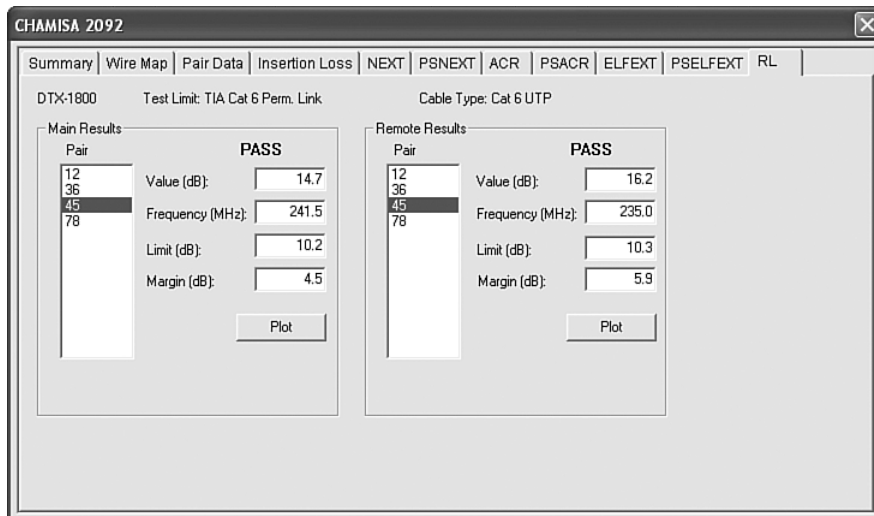 CHAMISA 2092
Summary Wire Map Pair Data Insertion Loss NEXT PSNEXT ACR PSACR ELFEXT PSELFEXT RL
DTX-1800 Test Limit: TIA Cat 6 Perm. Link Cable Type: Cat 6 UTP
Main Results
Pair PASS
12
36
45
78
Value (dB): 14.7
Frequency (MHz): 241.5
Limit (dB): 10.2
Margin (dB): 4.5
Plot
Remote Results
Pair PASS
12
36
45
78
Value (dB): 16.2
Frequency (MHz): 235.0
Limit (dB): 10.3
Margin (dB): 5.9
Plot